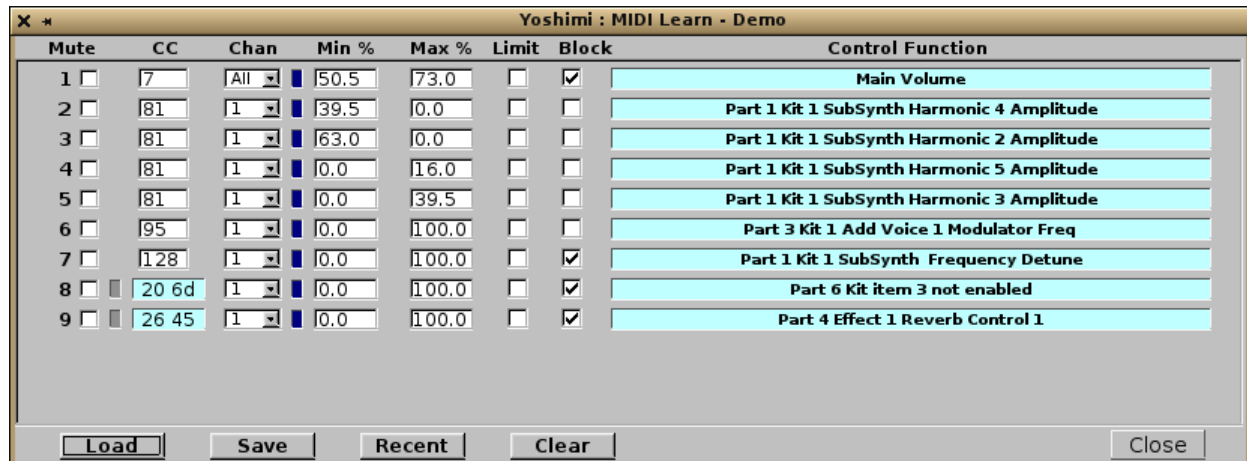 Yoshimi : MIDI Learn - Demo
Mute CC Chan Min % Max % Limit Block Control Function
1 7 All 50.5 73.0 Main Volume
2 81 1 39.5 0.0 Part 1 Kit 1 SubSynth Harmonic 4 Amplitude
3 81 1 63.0 0.0 Part 1 Kit 1 SubSynth Harmonic 2 Amplitude
4 81 1 0.0 16.0 Part 1 Kit 1 SubSynth Harmonic 5 Amplitude
5 81 1 0.0 39.5 Part 1 Kit 1 SubSynth Harmonic 3 Amplitude
6 95 1 0.0 100.0 Part 3 Kit 1 Add Voice 1 Modulator Freq
7 128 1 0.0 100.0 Part 1 Kit 1 SubSynth Frequency Detune
8 20 6d 1 0.0 100.0 Part 6 Kit item 3 not enabled
9 26 45 1 0.0 100.0 Part 4 Effect 1 Reverb Control 1
Load Save Recent Clear Close